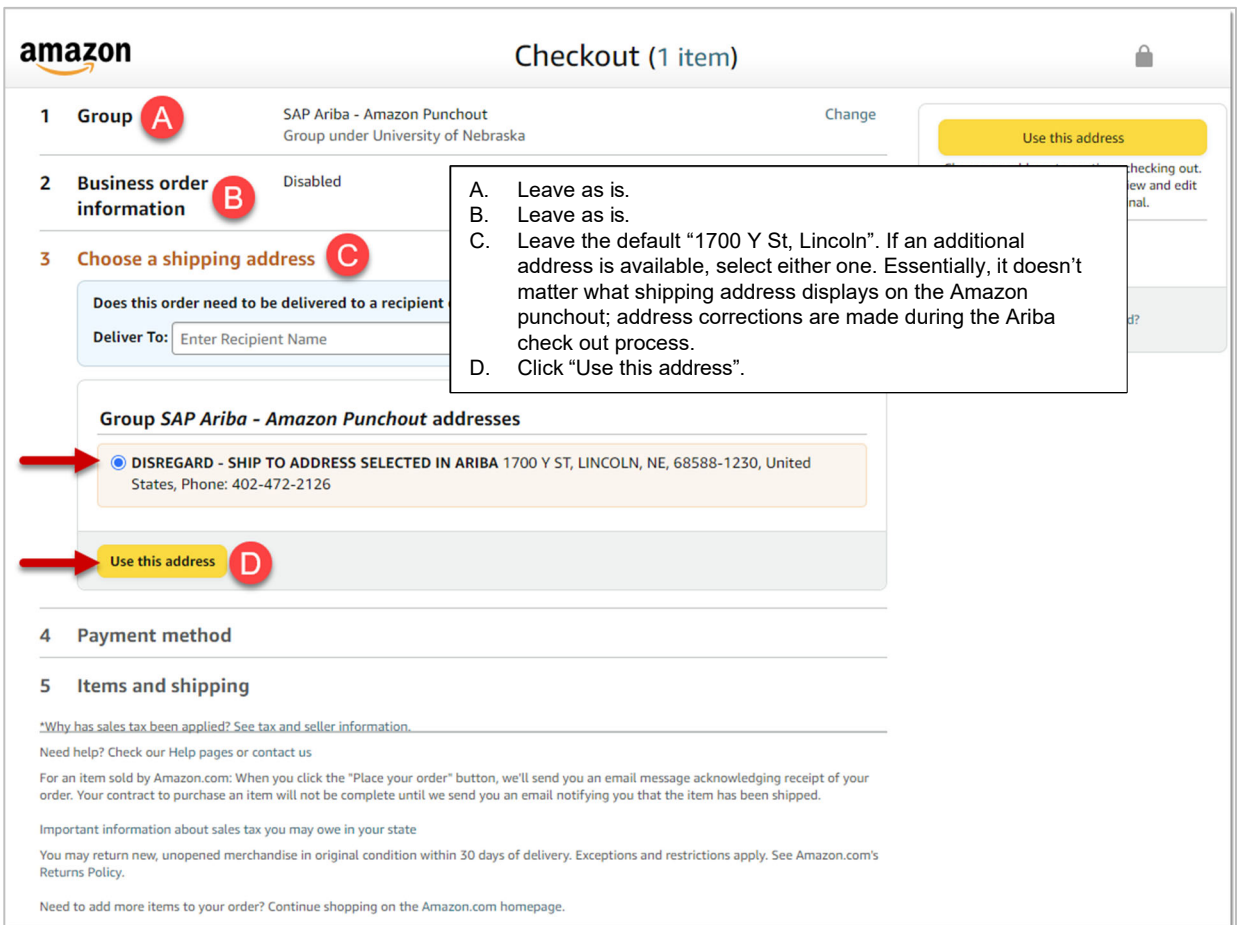 amazon
Checkout (1 item)
1 Group A SAP Ariba - Amazon Punchout Change
Group under University of Nebraska
Use this address
checking out.
2 Business order information B Disabled
A. Leave as is.
B. Leave as is.
C. Leave the default “1700 Y St, Lincoln”. If an additional
address is available, select either one. Essentially, it doesn’t
matter what shipping address displays on the Amazon
punchout; address corrections are made during the Ariba
check out process.
D. Click “Use this address”.
and edit
3 Choose a shipping address C
Does this order need to be delivered to a recipient
Deliver To: Enter Recipient Name
Group SAP Ariba - Amazon Punchout addresses
DISREGARD - SHIP TO ADDRESS SELECTED IN ARIBA 1700 Y ST, LINCOLN, NE, 68588-1230, United
States, Phone: 402-472-2126
Use this address D
4 Payment method
5 Items and shipping
*Why has sales tax been applied? See tax and seller information.
Need help? Check our Help pages or contact us
For an item sold by Amazon.com: When you click the "Place your order" button, we'll send you an email message acknowledging receipt of your
order. Your contract to purchase an item will not be complete until we send you an email notifying you that the item has been shipped.
Important information about sales tax you may owe in your state
You may return new, unopened merchandise in original condition within 30 days of delivery. Exceptions and restrictions apply. See Amazon.com's
Returns Policy.
Need to add more items to your order? Continue shopping on the Amazon.com homepage.